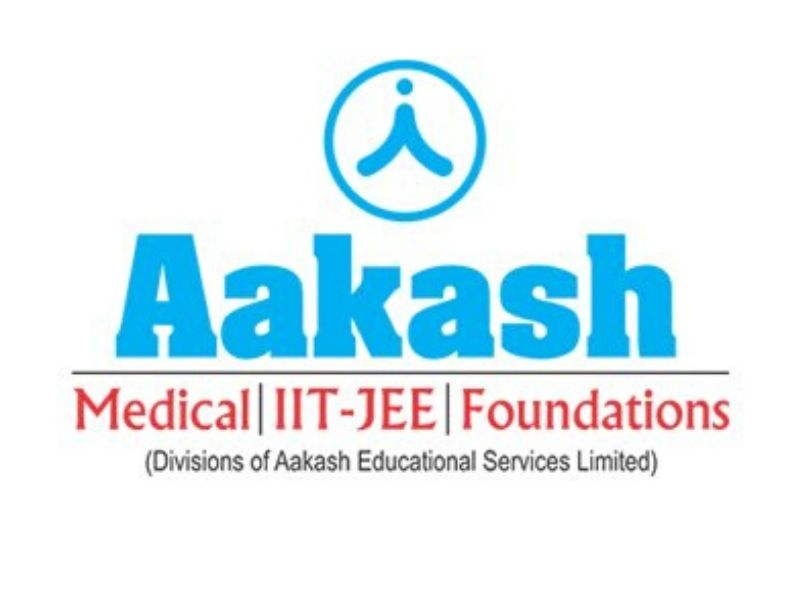 Aakash
Medical|IIT-JEE|Foundations
(Divisions of Aakash Educational Services Limited)